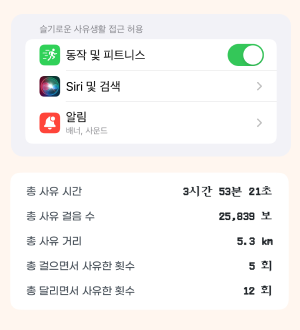 슬기로운 사유생활 접근 허용
동작 및 피트니스
Siri 및 검색
알림
배너, 사운드
총 사유 시간 3시간 53분 21초
총 사유 걸음 수 25,839 보
총 사유 거리 5.3 km
총 걸으면서 사유한 횟수 5 회
총 달리면서 사유한 횟수 12 회